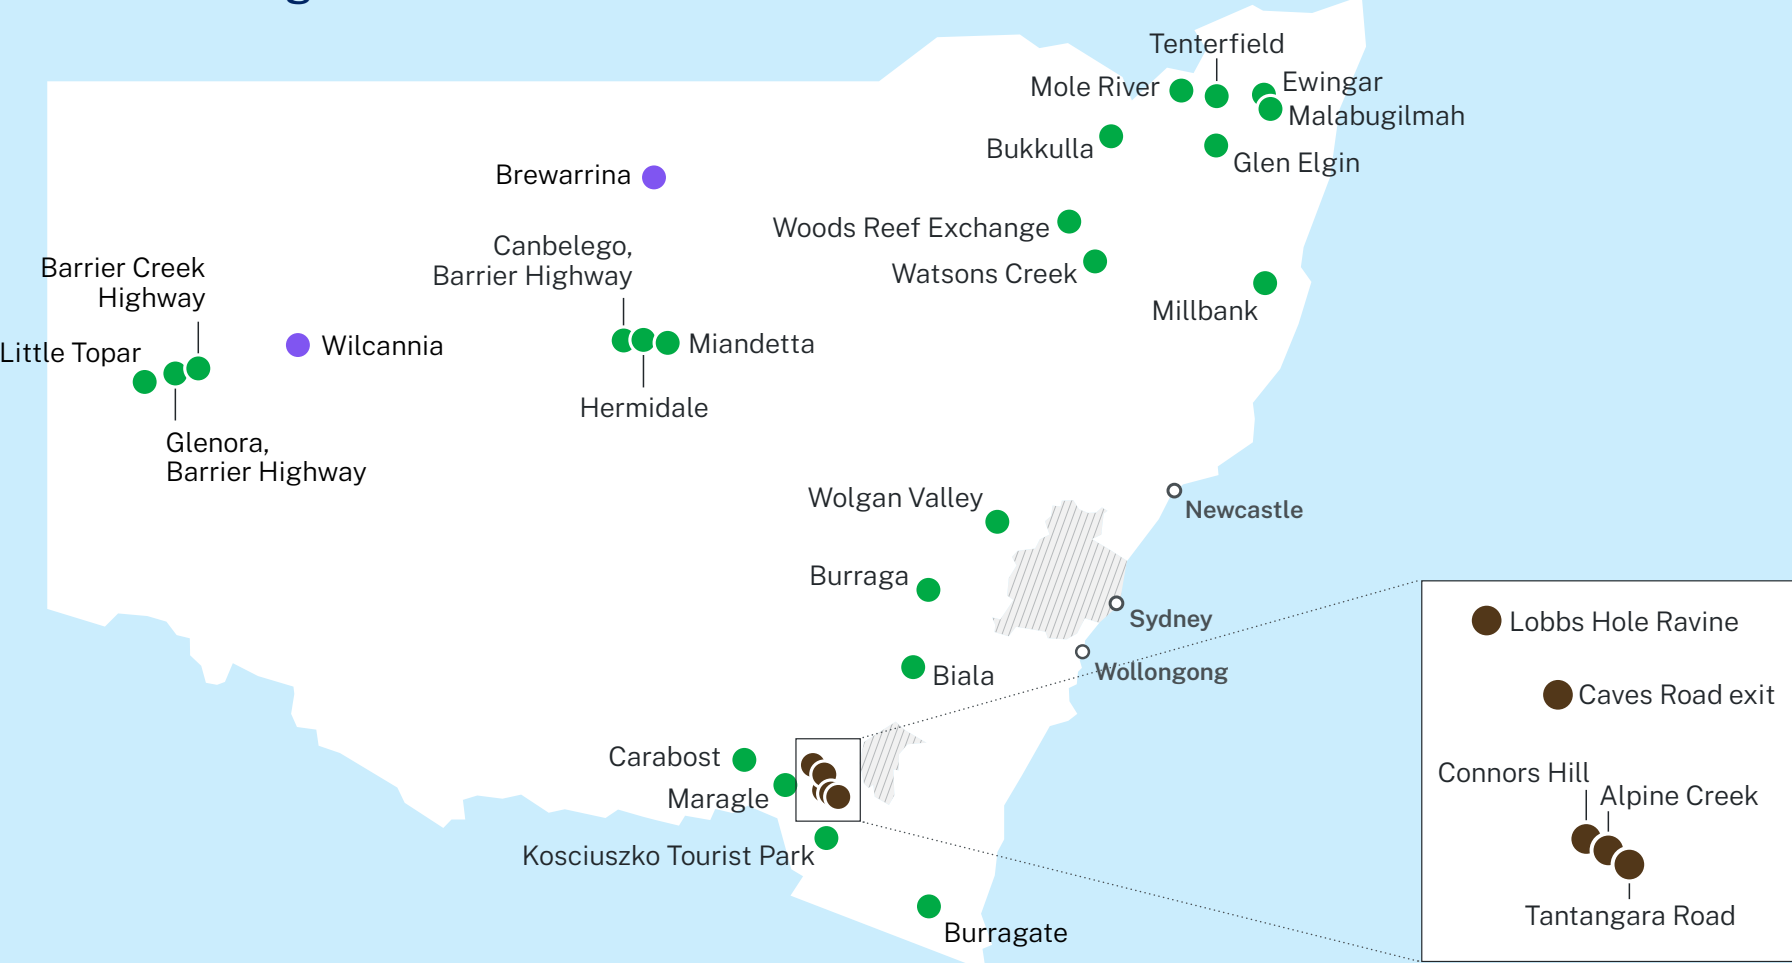 Tenterfield
Mole River
Ewingar
Malabugilmah
Bukkulla
Glen Elgin
Brewarrina
Woods Reef Exchange
Canbelego,
Barrier Highway
Barrier Creek
Highway
Watsons Creek
Millbank
Little Topar
Wilcannia
Miandetta
Hermidale
Glenora,
Barrier Highway
Wolgan Valley
Newcastle
Burraga
Sydney
Wollongong
Biala
Lobbs Hole Ravine
Caves Road exit
Carabost
Maragle
Connors Hill
Alpine Creek
Kosciuszko Tourist Park
Tantangara Road
Burragate